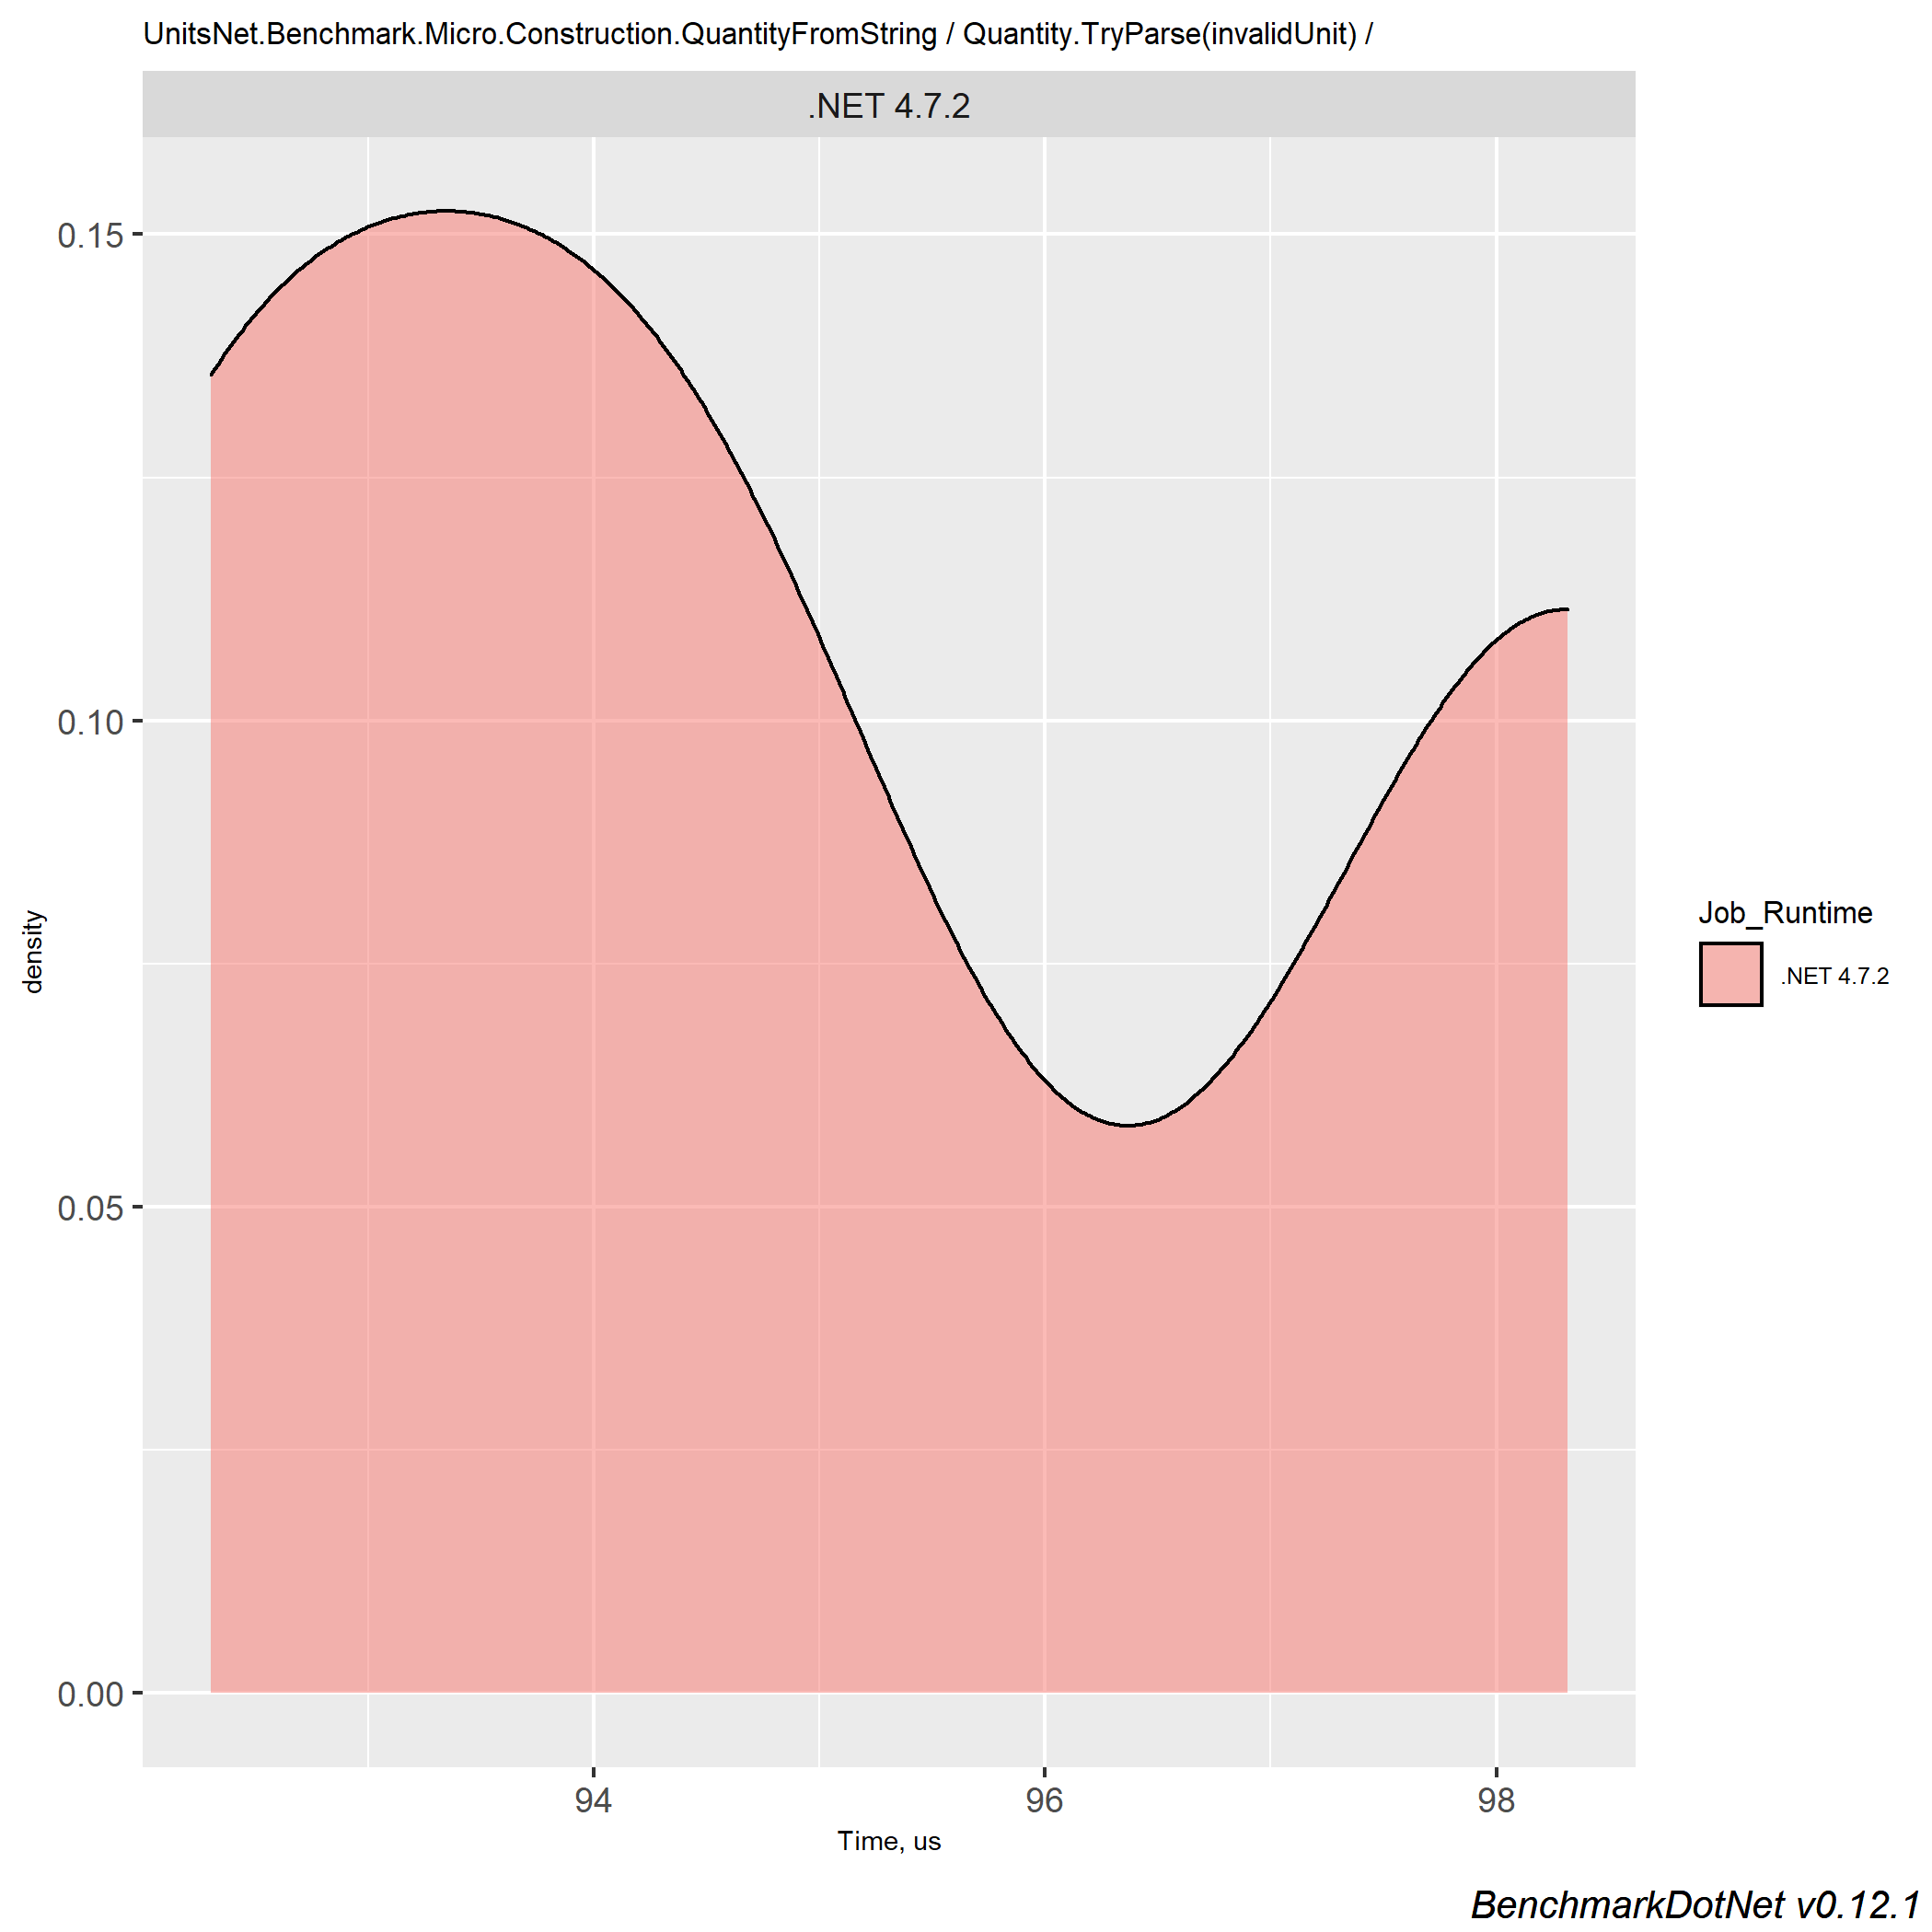 UnitsNet.Benchmark.Micro.Construction.QuantityFromString / Quantity.TryParse(invalidUnit) /
.NET 4.7.2
0.15
0.10
0.05
0.00
density
94 96 98
Time, us
Job_Runtime
.NET 4.7.2
BenchmarkDotNet v0.12.1